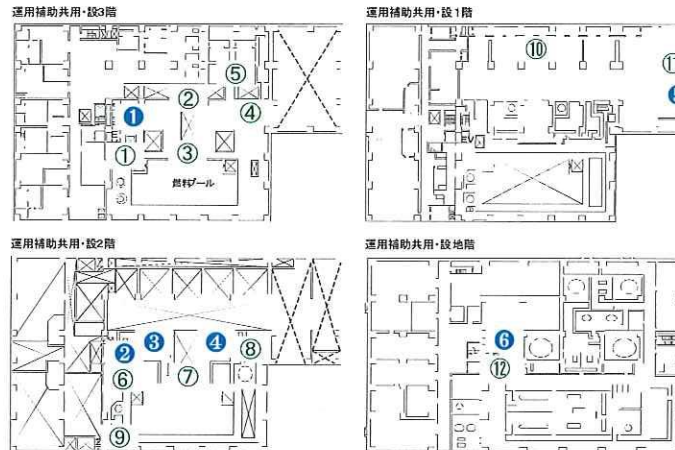 運用補助共用・設3階
⑤
②
❶
④
①
③
燃料プール
運用補助共用・設1階
⑩
EV
運用補助共用・設2階
❷ ❸ ❹ ⑧
⑥ ⑦
⑨
運用補助共用・設地階
❻
⑫